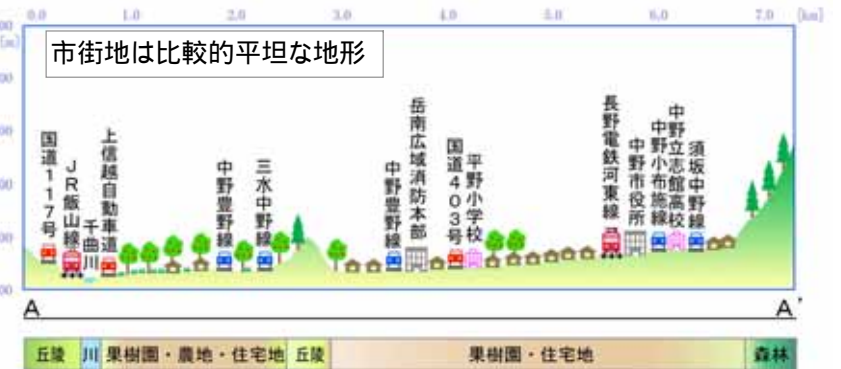 0.0 1.0 2.0 3.0 4.0 5.0 6.0 7.0 [km]
市街地は比較的平坦な地形
国道117号
JR飯山線
千曲川
上信越自動車道
中野豊野線
三水中野線
中野豊野線
岳南広域消防本部
国道403号
平野小学校
長野電鉄河東線
中野市役所
中野小布施線
中野立志館高校
須坂中野線
A A'
丘陵 川 果樹園・農地・住宅地 丘陵 果樹園・住宅地 森林